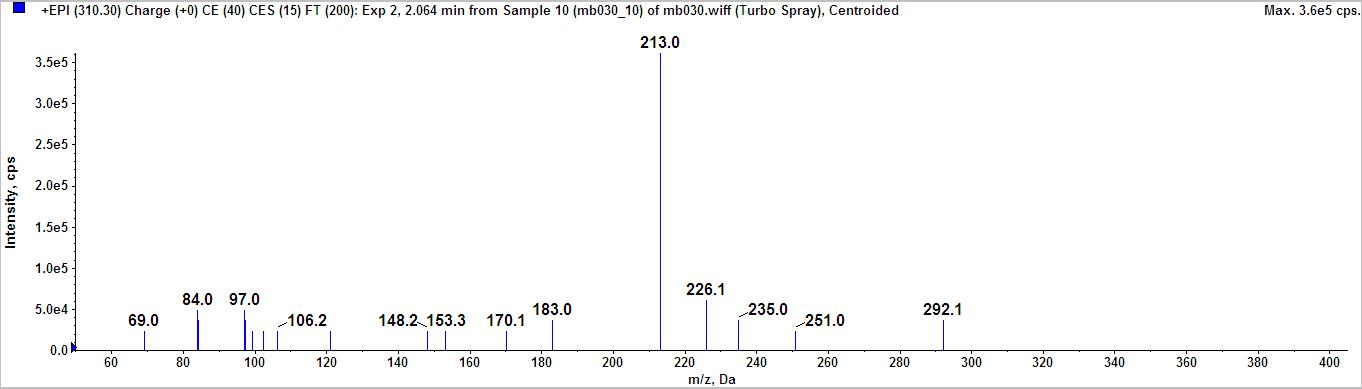 +EPI (310.30) Charge (+0) CE (40) CES (15) FT (200): Exp 2, 2.064 min from Sample 10 (mb030_10) of mb030.wiff (Turbo Spray), Centroided Max. 3.6e5 cps.
213.0
3.5e5
3.0e5
2.5e5
2.0e5
1.5e5
1.0e5
5.0e4
0.0
Intensity, cps
226.1
84.0 97.0
183.0 235.0 292.1
69.0 106.2 148.2 153.3 170.1 251.0
60 80 100 120 140 160 180 200 220 240 260 280 300 320 340 360 380 400
m/z, Da